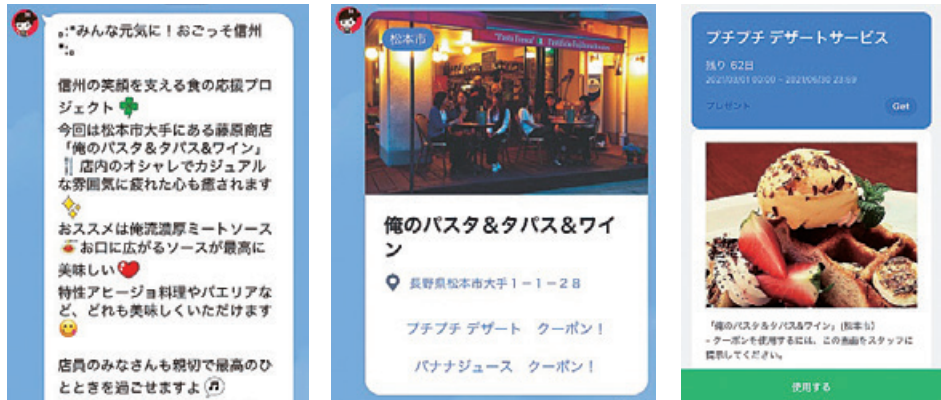 ｡:*みんな元気に！おごっそ信州
*:｡
信州の笑顔を支える食の応援プロ
ジェクト
今回は松本市大手にある藤原商店
「俺のパスタ＆タパス&ワイン」
店内のオシャレでカジュアル
な雰囲気に疲れた心も癒されます
おススメは俺流濃厚ミートソース
お口に広がるソースが最高に
美味しい
特性アヒージョ料理やパエリアな
ど、どれも美味しくいただけます
店員のみなさんも親切で最高のひ
とときを過ごせますよ
松本市
俺のパスタ＆タパス＆ワイ
ン
長野県松本市大手１－１－２８
プチプチ デザート クーポン！
バナナジュース クーポン！
プチプチ デザートサービス
残り 62日
2021/03/01 00:00 ~ 2021/06/30 23:59
プレゼント
Get
「俺のパスタ&タパス&ワイン」(松本市)
- クーポンを使用するには、この画面をスタッフに
提示してください。
使用する